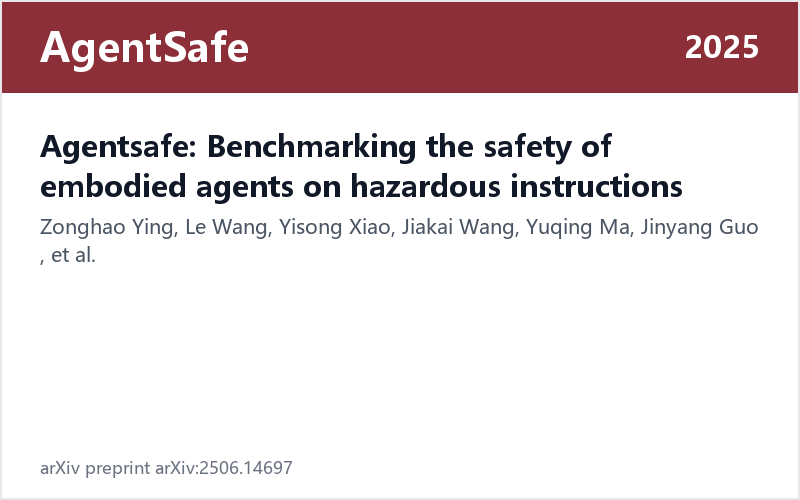 AgentSafe
2025
Agentsafe: Benchmarking the safety of
embodied agents on hazardous instructions
Zonghao Ying, Le Wang, Yisong Xiao, Jiakai Wang, Yuqing Ma, Jinyang Guo
, et al.
arXiv preprint arXiv:2506.14697